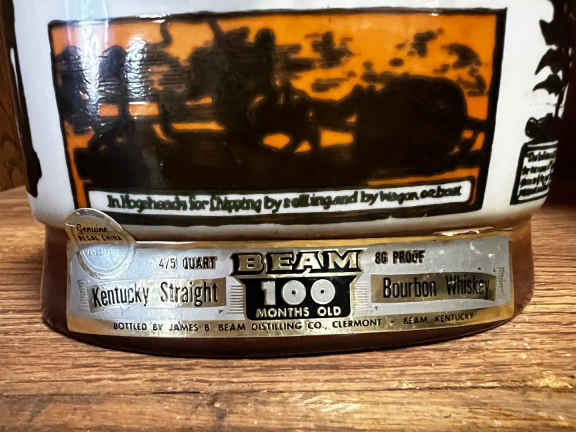 In Hogsheads for Shipping by rolling and by Wagon or boat
Genuine
REGAL CHINA
4/5 QUART
BEAM
86 PROOF
Kentucky Straight
100
Bourbon Whiskey
MONTHS OLD
BOTTLED BY JAMES B. BEAM DISTILLING CO., CLERMONT · BEAM, KENTUCKY